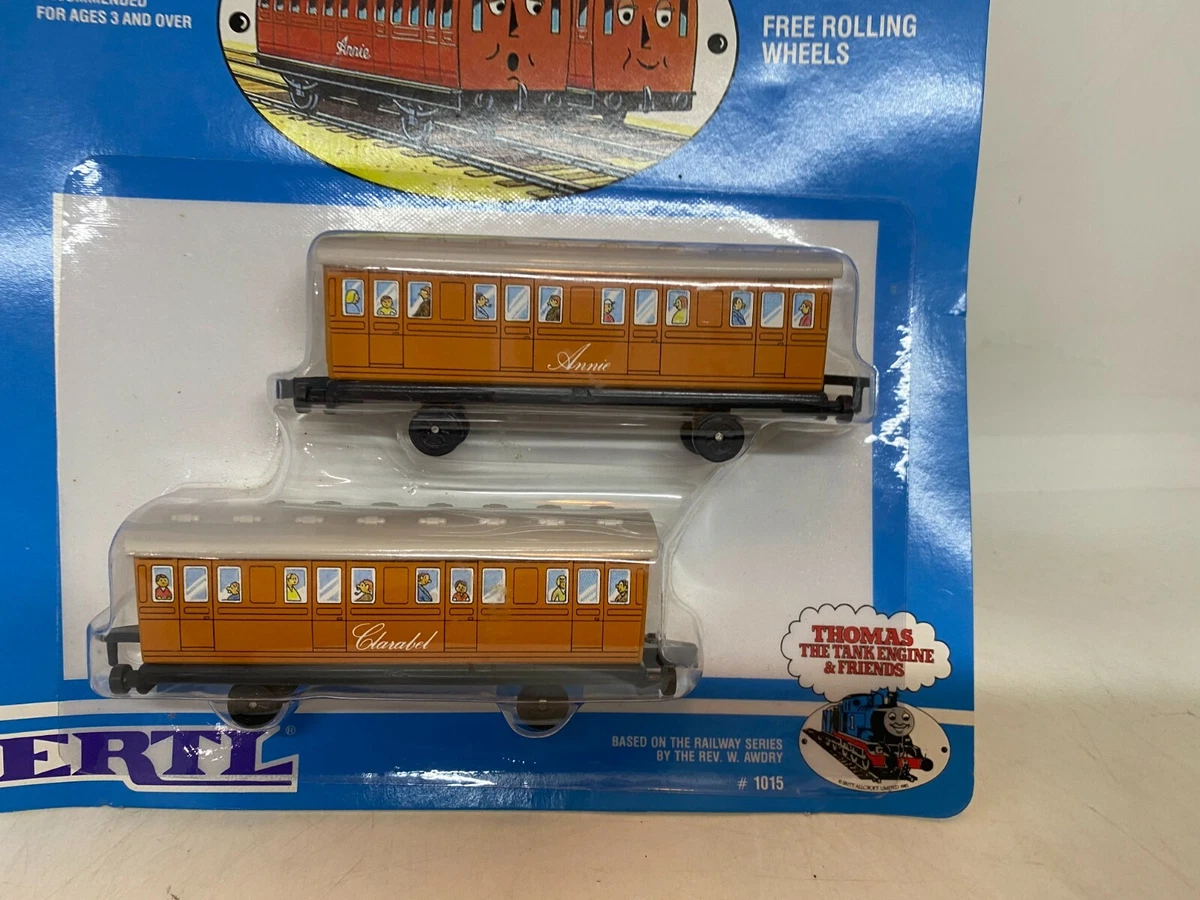 FOR AGES 3 AND OVER
FREE ROLLING
WHEELS
Annie
Annie
Clarabel
THOMAS
THE TANK ENGINE
& FRIENDS
ERTL®
BASED ON THE RAILWAY SERIES
BY THE REV. W. AWDRY
# 1015